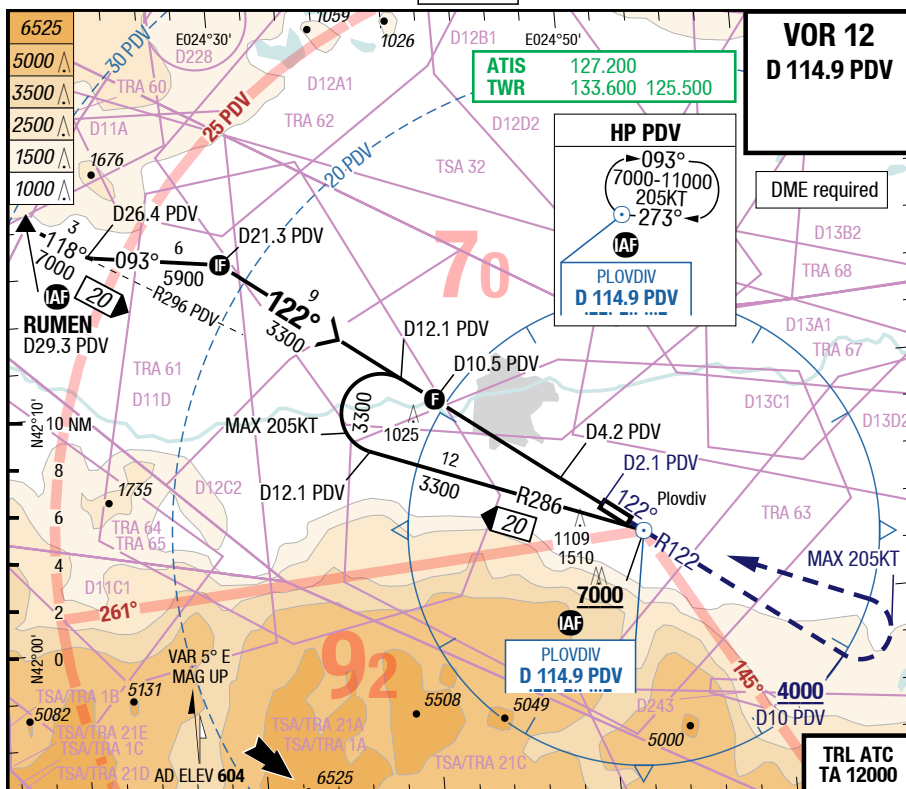 6525
5000
3500
2500
1500
1000
30 PDV
E024°30'
D228
1059
1026
D12B1
E024°50'
VOR 12
D 114.9 PDV
ATIS 127.200
TWR 133.600 125.500
TRA 60
D12A1
25 PDV
TRA 62
D12D2
D11A
1676
20 PDV
TSA 32
HP PDV
093°
7000-11000
205KT
273°
IAF
PLOVDIV
D 114.9 PDV
DME required
D13B2
TRA 68
3
D26.4 PDV
118°
7000
093°
6
5900
IF
D21.3 PDV
70
IAF
20
R296 PDV
RUMEN
D29.3 PDV
122°
9
3300
D12.1 PDV
D13A1
TRA 67
TRA 61
D11D
D10.5 PDV
F
D13C1
N42°10'
10 NM
MAX 205KT
3300
1025
D4.2 PDV
D13D2
8
12
3300
D2.1 PDV
1735
D12C2
D12.1 PDV
R286
122°
Plovdiv
TRA 63
6
TRA 64
TRA 65
20
1109
1510
R122
MAX 205KT
4
D11C1
7000
2
261°
IAF
N42°00'
0
VAR 5° E
MAG UP
92
PLOVDIV
D 114.9 PDV
145°
4000
D10 PDV
TSA/TRA 1B
5131
5082
TSA/TRA 21E
TSA/TRA 1C
TSA/TRA 21A
TSA/TRA 1A
5508
5049
D243
5000
TSA/TRA 21D
AD ELEV 604
6525
TSA/TRA 21C
TRL ATC
TA 12000